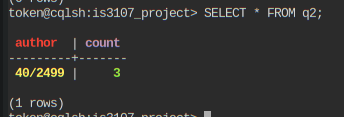 token@cqlsh:is3107_project> SELECT * FROM q2;
author | count
---------+-------
40/2499 | 3
(1 rows)
token@cqlsh:is3107_project>